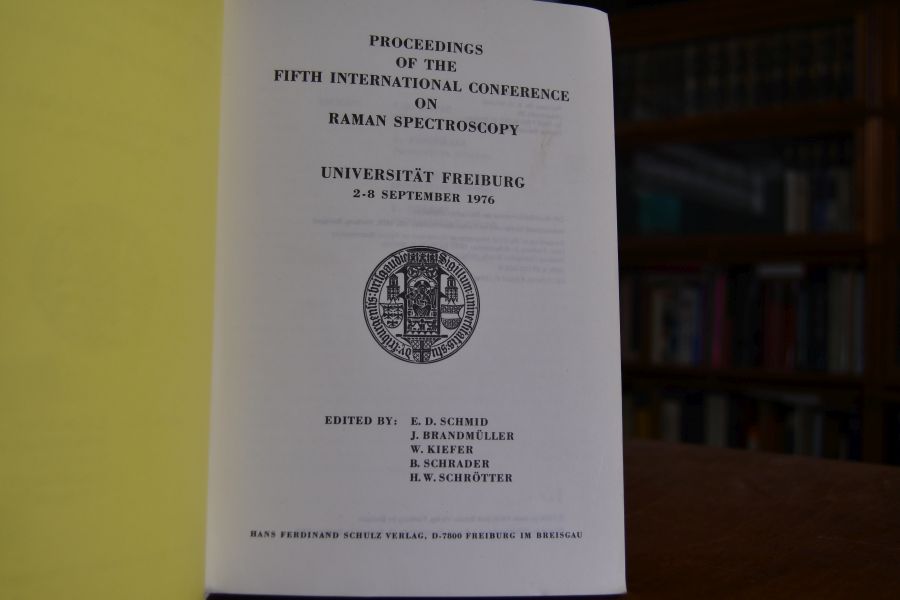 PROCEEDINGS
OF THE
FIFTH INTERNATIONAL CONFERENCE
ON
RAMAN SPECTROSCOPY
UNIVERSITÄT FREIBURG
2-8 SEPTEMBER 1976
EDITED BY: E. D. SCHMID
J. BRANDMÜLLER
W. KIEFER
B. SCHRADER
H. W. SCHRÖTTER
HANS FERDINAND SCHULZ VERLAG, D-7800 FREIBURG IM BREISGAU